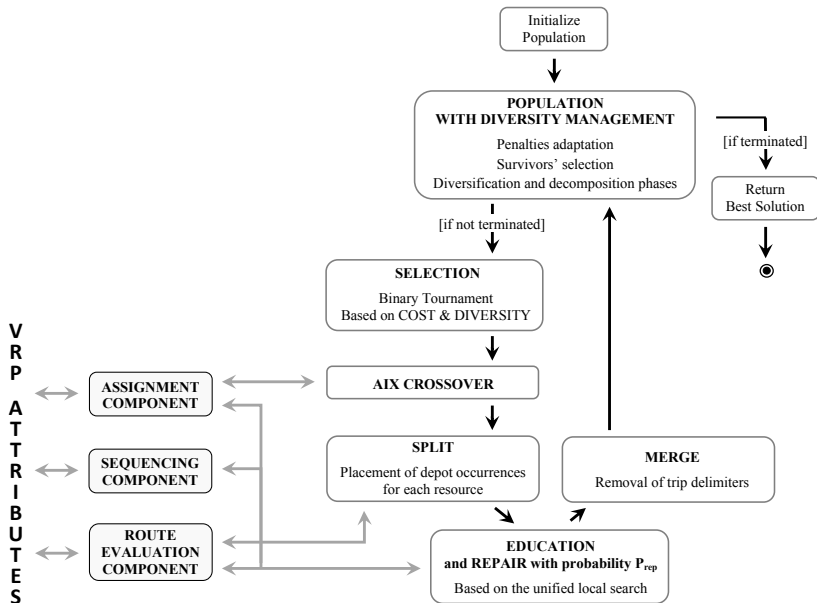 Initialize
Population
POPULATION
WITH DIVERSITY MANAGEMENT
Penalties adaptation
Survivors' selection
Diversification and decomposition phases
[if terminated]
Return
Best Solution
[if not terminated]
SELECTION
Binary Tournament
Based on COST & DIVERSITY
VRP ATTRIBUTES
ASSIGNMENT
COMPONENT
AIX CROSSOVER
SEQUENCING
COMPONENT
SPLIT
Placement of depot occurrences
for each resource
MERGE
Removal of trip delimiters
ROUTE
EVALUATION
COMPONENT
EDUCATION
and REPAIR with probability Prep
Based on the unified local search